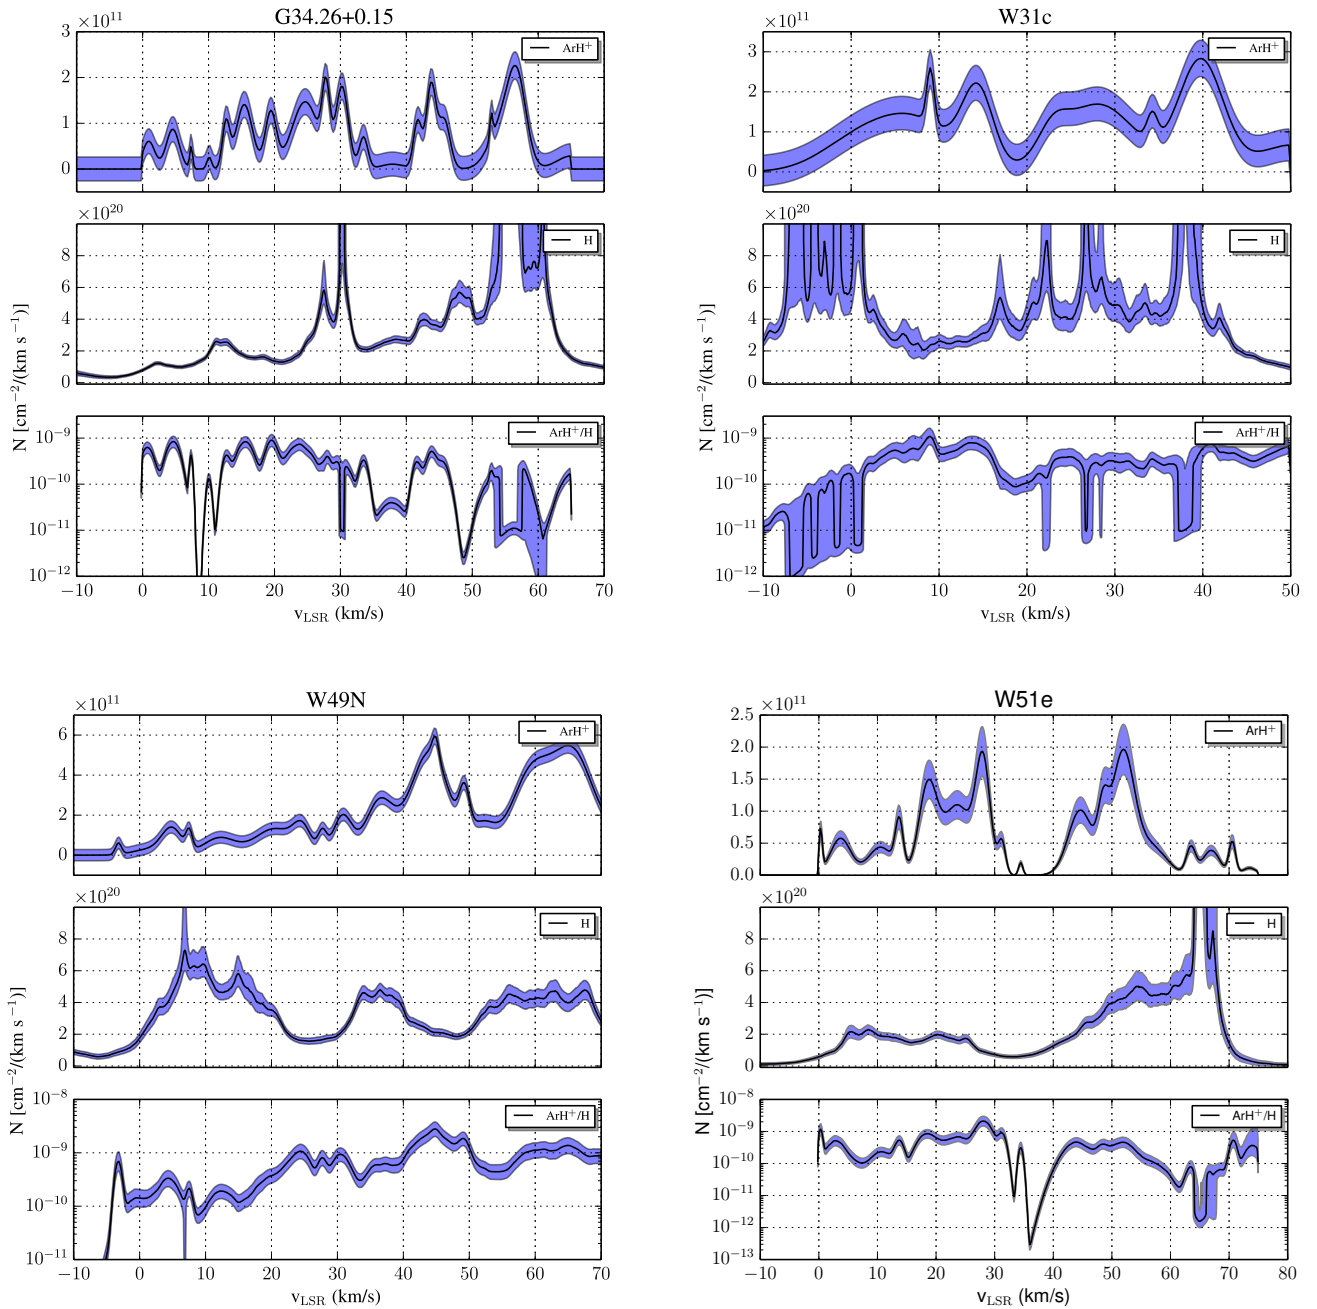 G34.26+0.15
×10¹¹
3
2
1
0
ArH⁺
×10²⁰
8
6
4
2
0
H
N [cm⁻²/(km s⁻¹)]
10⁻⁹
10⁻¹⁰
10⁻¹¹
10⁻¹²
ArH⁺/H
−10 0 10 20 30 40 50 60 70
v_LSR (km/s)
W31c
×10¹¹
3
2
1
0
ArH⁺
×10²⁰
8
6
4
2
0
H
N [cm⁻²/(km s⁻¹)]
10⁻⁹
10⁻¹⁰
10⁻¹¹
10⁻¹²
ArH⁺/H
−10 0 10 20 30 40 50
v_LSR (km/s)
W49N
×10¹¹
6
4
2
0
ArH⁺
×10²⁰
8
6
4
2
0
H
N [cm⁻²/(km s⁻¹)]
10⁻⁸
10⁻⁹
10⁻¹⁰
10⁻¹¹
ArH⁺/H
−10 0 10 20 30 40 50 60 70
v_LSR (km/s)
W51e
×10¹¹
2.5
2.0
1.5
1.0
0.5
0.0
ArH⁺
×10²⁰
8
6
4
2
0
H
N [cm⁻²/(km s⁻¹)]
10⁻⁸
10⁻⁹
10⁻¹⁰
10⁻¹¹
10⁻¹²
10⁻¹³
ArH⁺/H
−10 0 10 20 30 40 50 60 70 80
v_LSR (km/s)